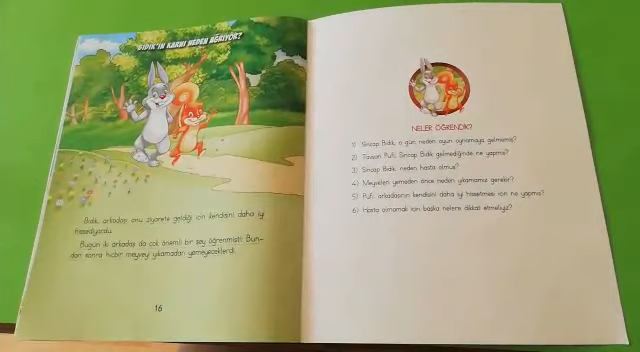 BIDIK'IN KARNI NEDEN AĞRIYOR?
Bıdık, arkadaşı onu ziyarete geldiği için kendisini daha iyi
hissediyordu.
Bugün iki arkadaş da çok önemli bir şey öğrenmişti. Bun-
dan sonra hiçbir meyveyi yıkamadan yemeyeceklerdi.
16
NELER ÖĞRENDİK?
1) Sincap Bıdık, o gün neden oyun oynamaya gelmemiş?
2) Tavşan Pufi, Sincap Bıdık gelmediğinde ne yapmış?
3) Sincap Bıdık neden hasta olmuş?
4) Meyveleri yemeden önce neden yıkamamız gerekir?
5) Pufi, arkadaşının kendisini daha iyi hissetmesi için ne yapmış?
6) Hasta olmamak için başka nelere dikkat etmeliyiz?